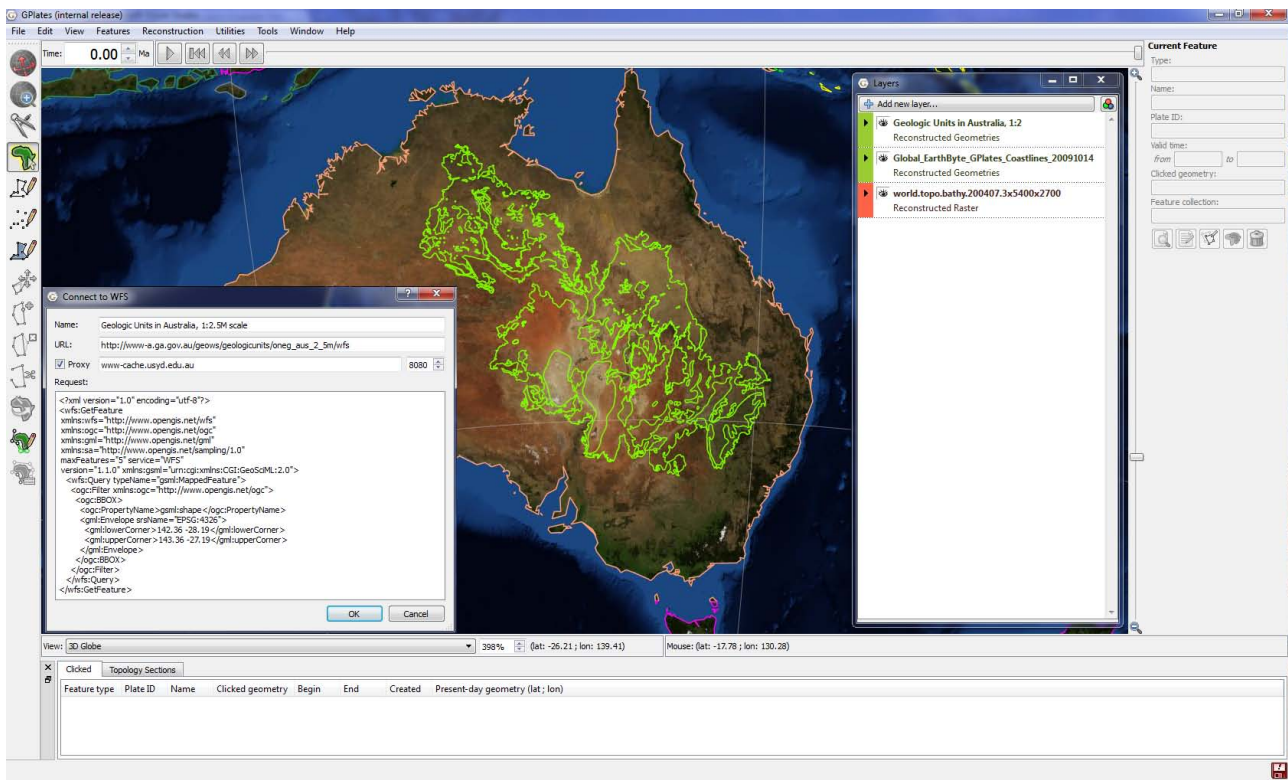 GPlates (internal release)
File Edit View Features Reconstruction Utilities Tools Window Help
Time: 0.00 Ma
Current Feature
Type:
Name:
Plate ID:
Valid time:
from to
Clicked geometry:
Feature collection:
Layers
Add new layer...
Geologic Units in Australia, 1:2
Reconstructed Geometries
Global_EarthByte_GPlates_Coastlines_20091014
Reconstructed Geometries
world.topo.bathy.200407.3x5400x2700
Reconstructed Raster
Connect to WFS
Name: Geologic Units in Australia, 1:2.5M scale
URL: http://www-a.ga.gov.au/geows/geologicunits/oneg_aus_2_5m/wfs
Proxy www-cache.usyd.edu.au 8080
Request:
<?xml version="1.0" encoding="utf-8"?>
<wfs:GetFeature
xmlns:wfs="http://www.opengis.net/wfs"
xmlns:ogc="http://www.opengis.net/ogc"
xmlns:gml="http://www.opengis.net/gml"
xmlns:sa="http://www.opengis.net/sampling/1.0"
maxFeatures="5" service="WFS"
version="1.1.0" xmlns:gsml="urn:cgi:xmlns:CGI:GeoSciML:2.0">
<wfs:Query typeName="gsml:MappedFeature">
<ogc:Filter xmlns:ogc="http://www.opengis.net/ogc">
<ogc:BBOX>
<ogc:PropertyName>gsml:shape</ogc:PropertyName>
<gml:Envelope srsName="EPSG:4326">
<gml:lowerCorner>142.36 -28.19</gml:lowerCorner>
<gml:upperCorner>143.36 -27.19</gml:upperCorner>
</gml:Envelope>
</ogc:BBOX>
</ogc:Filter>
</wfs:Query>
</wfs:GetFeature>
OK Cancel
View: 3D Globe 398% (lat: -26.21 ; lon: 139.41) Mouse: (lat: -17.78 ; lon: 130.28)
Clicked Topology Sections
Feature type Plate ID Name Clicked geometry Begin End Created Present-day geometry (lat ; lon)